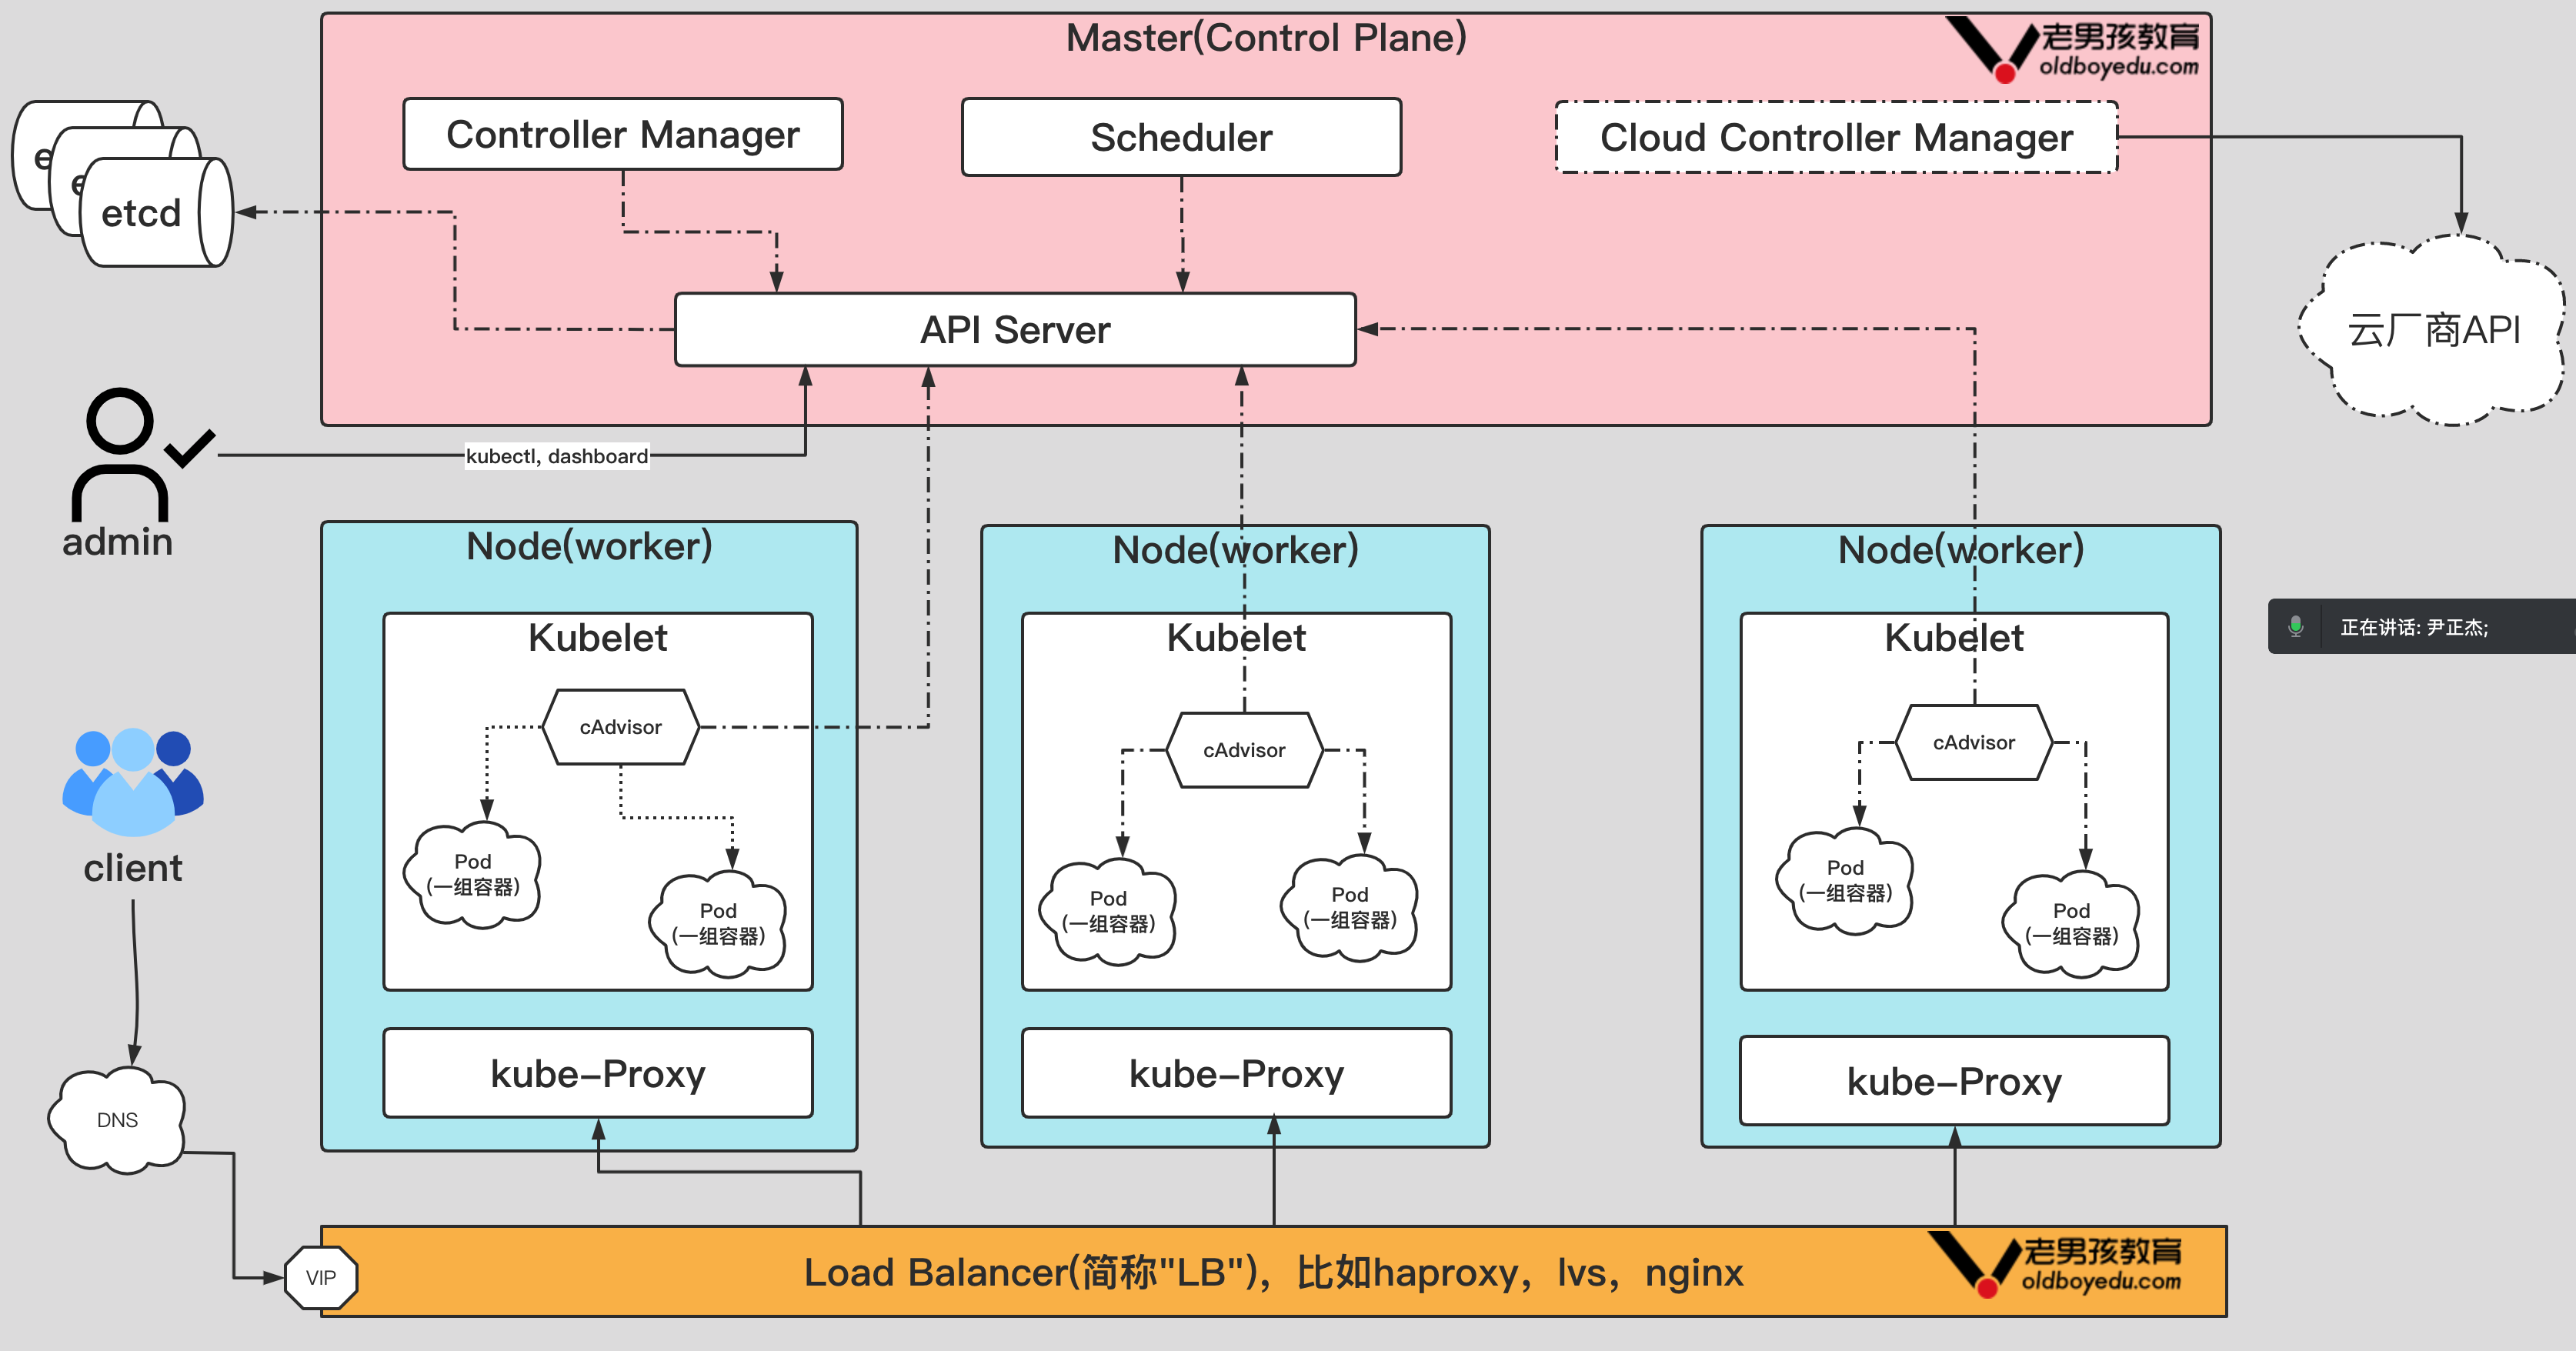 Master(Control Plane)
老男孩教育
oldboyedu.com
Controller Manager
Scheduler
Cloud Controller Manager
e
e
etcd
API Server
云厂商API
kubectl, dashboard
admin
Node(worker)
Node(worker)
Node(worker)
正在讲话: 尹正杰;
Kubelet
Kubelet
Kubelet
cAdvisor
cAdvisor
cAdvisor
Pod
(一组容器)
Pod
(一组容器)
Pod
(一组容器)
Pod
(一组容器)
Pod
(一组容器)
Pod
(一组容器)
client
kube-Proxy
kube-Proxy
kube-Proxy
DNS
VIP
Load Balancer(简称"LB")，比如haproxy，lvs，nginx
老男孩教育
oldboyedu.com